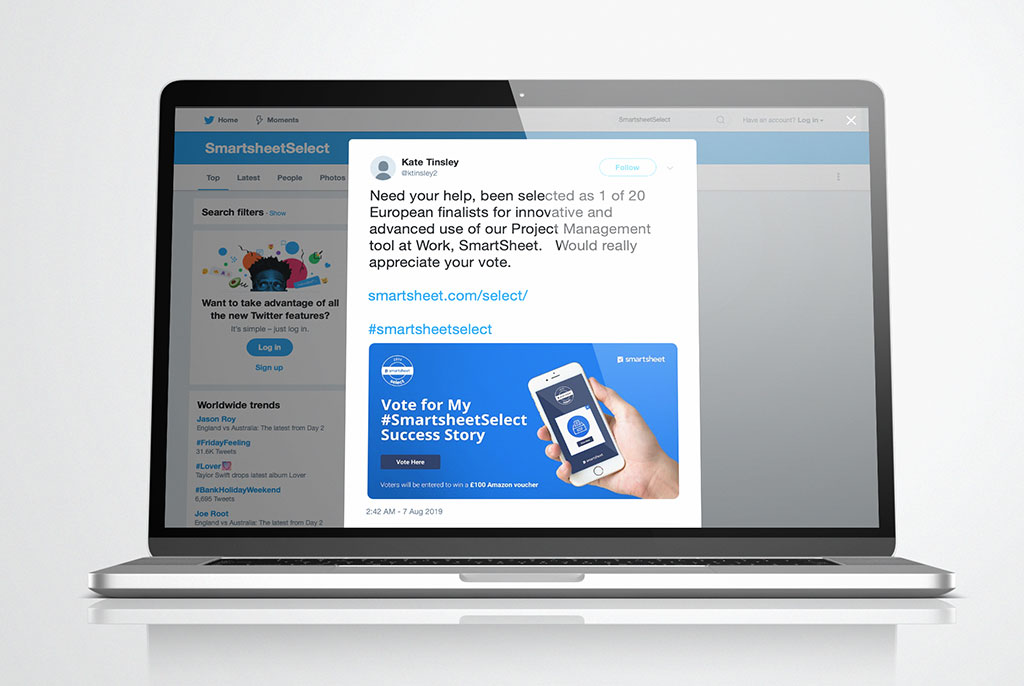 Home
Moments
SmartsheetSelect
Have an account? Log in
SmartsheetSelect
Top Latest People Photos
Search filters · Show
Want to take advantage of all
the new Twitter features?
It's simple – just log in.
Log in
Sign up
Worldwide trends
Jason Roy
England vs Australia: The latest from Day 2
#FridayFeeling
31.6K Tweets
#Lover
Taylor Swift drops latest album Lover
#BankHolidayWeekend
6,695 Tweets
Joe Root
England vs Australia: The latest from Day 2
Kate Tinsley
@ktinsley2
Follow
Need your help, been selected as 1 of 20
European finalists for innovative and
advanced use of our Project Management
tool at Work, SmartSheet. Would really
appreciate your vote.
smartsheet.com/select/
#smartsheetselect
smartsheet
select
smartsheet
Vote for My
#SmartsheetSelect
Success Story
Vote Here
Voters will be entered to win a £100 Amazon voucher
smartsheet
2:42 AM - 7 Aug 2019